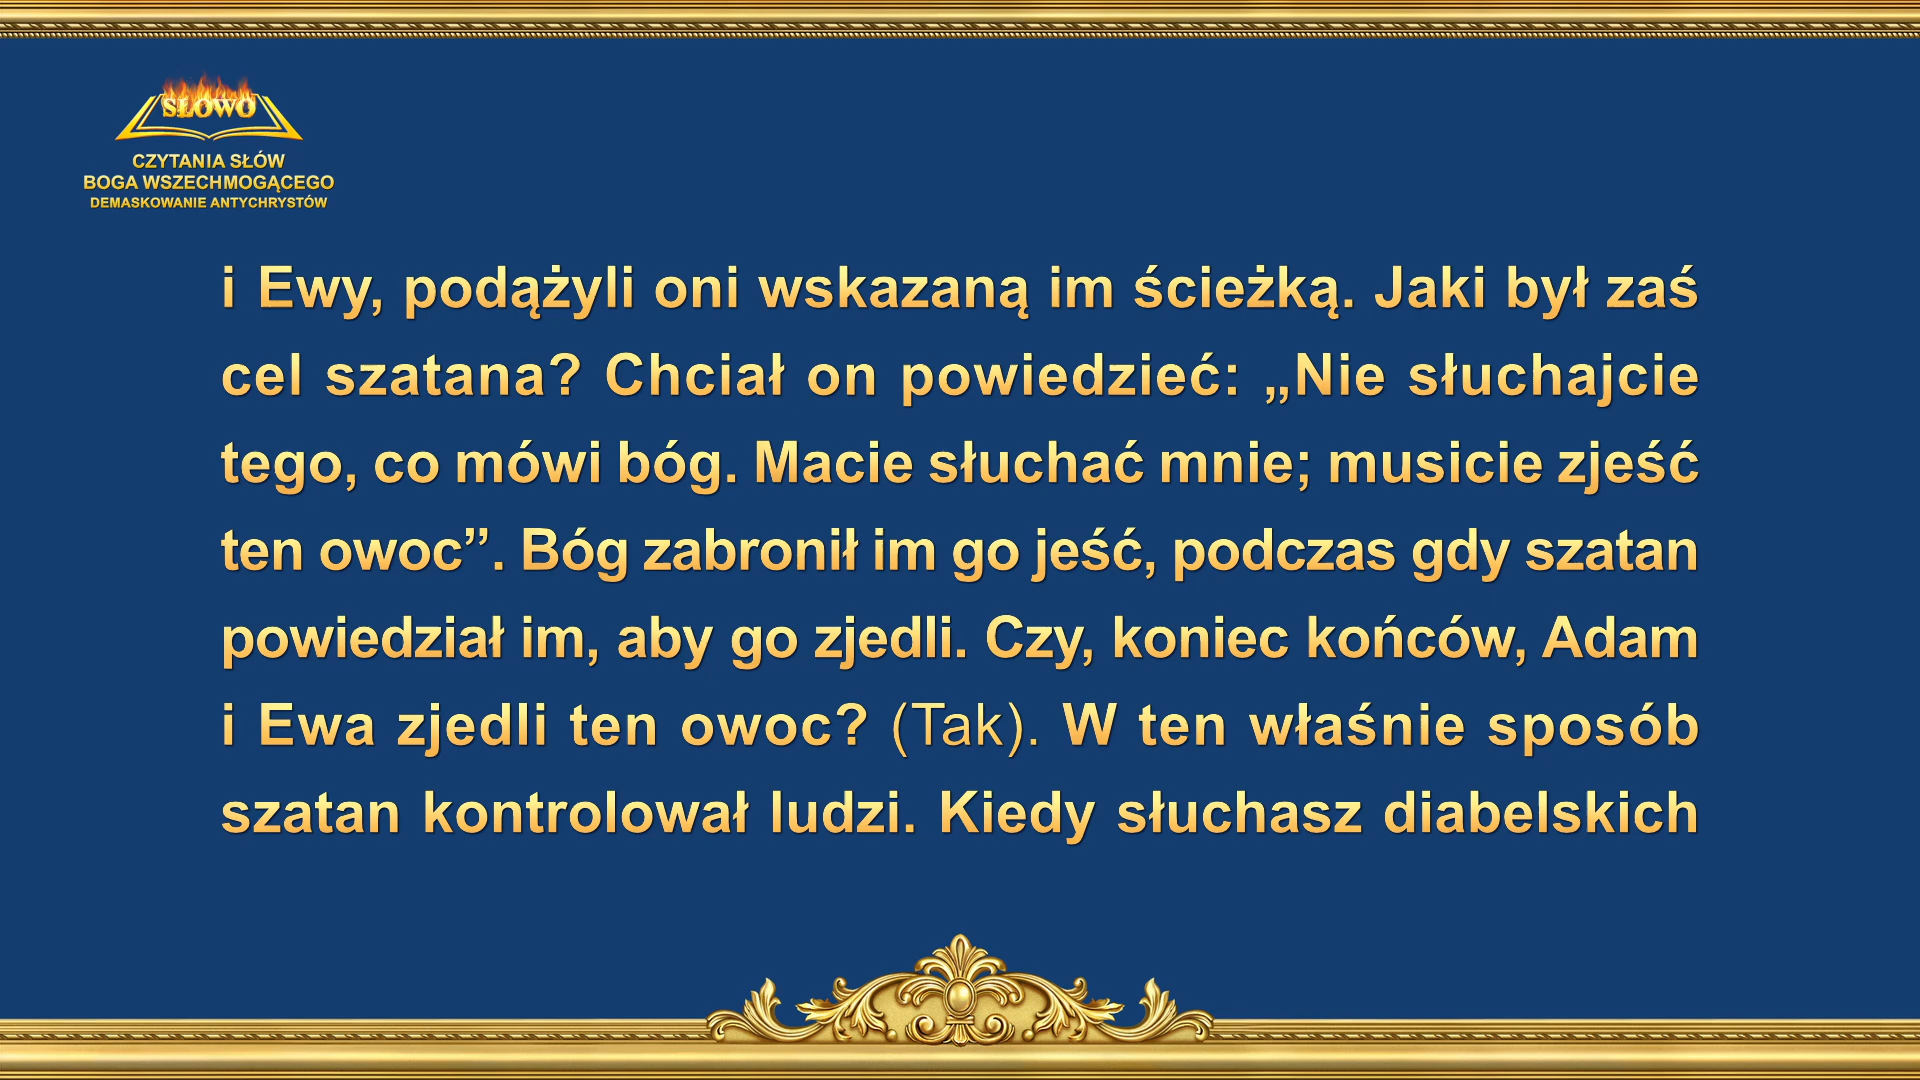 SŁOWO
CZYTANIA SŁÓW
BOGA WSZECHMOGĄCEGO
DEMASKOWANIE ANTYCHRYSTÓW
i Ewy, podążyli oni wskazaną im ścieżką. Jaki był zaś
cel szatana? Chciał on powiedzieć: „Nie słuchajcie
tego, co mówi bóg. Macie słuchać mnie; musicie zjeść
ten owoc”. Bóg zabronił im go jeść, podczas gdy szatan
powiedział im, aby go zjedli. Czy, koniec końców, Adam
i Ewa zjedli ten owoc? (Tak). W ten właśnie sposób
szatan kontrolował ludzi. Kiedy słuchasz diabelskich